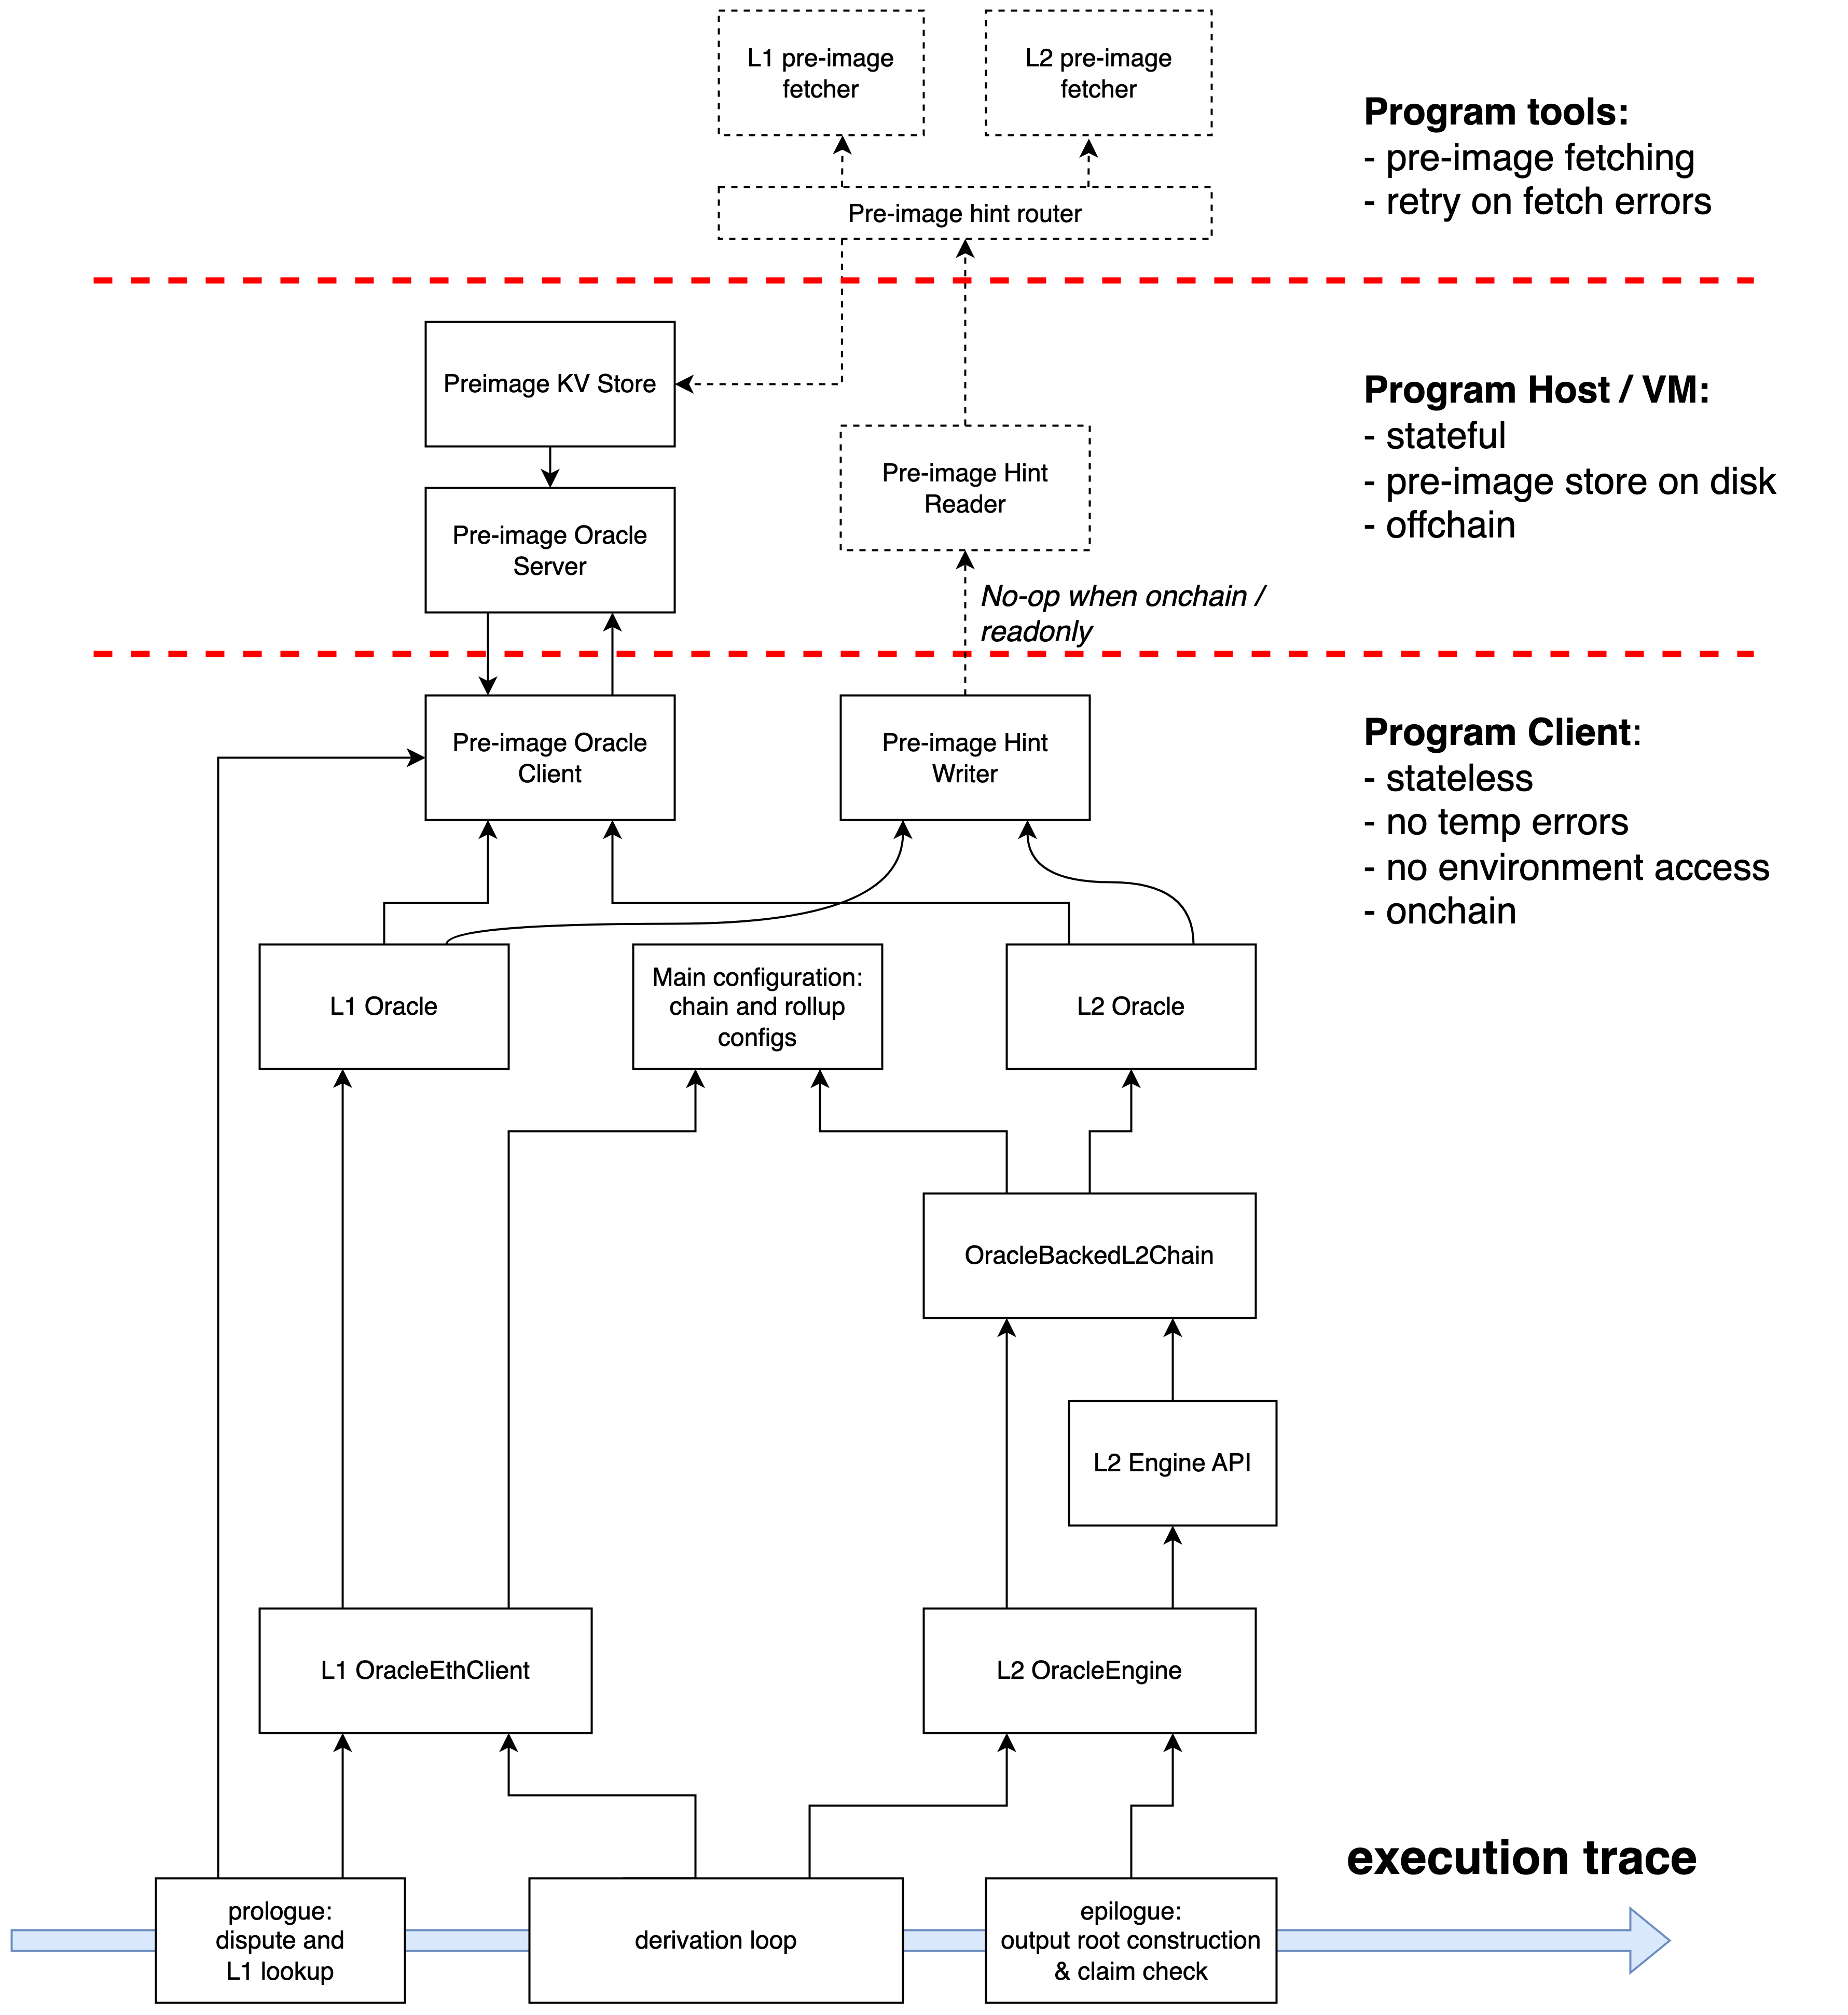 L1 pre-image
fetcher
L2 pre-image
fetcher
Pre-image hint router
Program tools:
- pre-image fetching
- retry on fetch errors
Preimage KV Store
Pre-image Hint
Reader
Pre-image Oracle
Server
No-op when onchain /
readonly
Program Host / VM:
- stateful
- pre-image store on disk
- offchain
Pre-image Oracle
Client
Pre-image Hint
Writer
Program Client:
- stateless
- no temp errors
- no environment access
- onchain
L1 Oracle
Main configuration:
chain and rollup
configs
L2 Oracle
OracleBackedL2Chain
L2 Engine API
L1 OracleEthClient
L2 OracleEngine
execution trace
prologue:
dispute and
L1 lookup
derivation loop
epilogue:
output root construction
& claim check